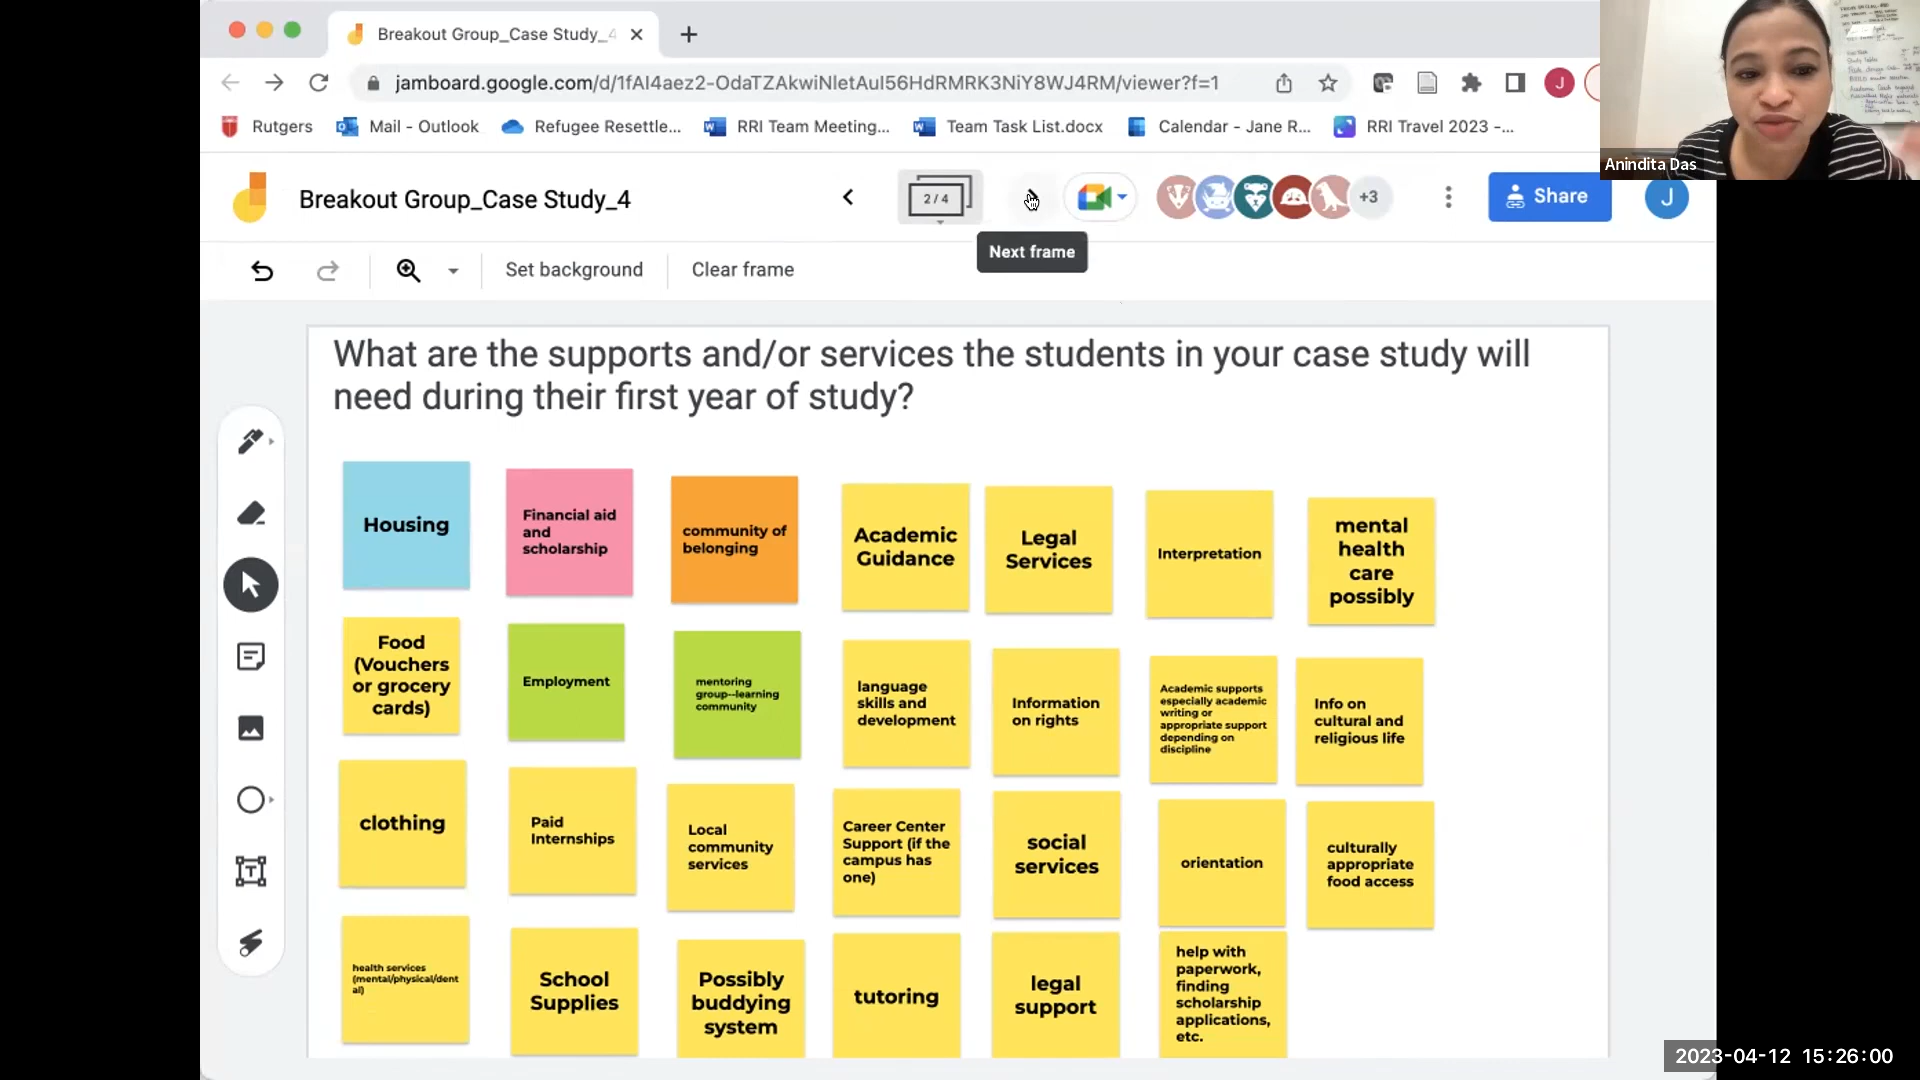 Breakout Group_Case Study_4
jamboard.google.com/d/1fAI4aez2-OdaTZAkwiNletAuI56HdRMRK3NiY8WJ4RM/viewer?f=1
J
Rutgers
Mail - Outlook
Refugee Resettle...
RRI Team Meeting...
Team Task List.docx
Calendar - Jane R...
RRI Travel 2023 -...
Anindita Das
Breakout Group_Case Study_4
2 / 4
+3
Share
J
Next frame
Set background
Clear frame
What are the supports and/or services the students in your case study will
need during their first year of study?
Housing
Financial aid
and
scholarship
community of
belonging
Academic
Guidance
Legal
Services
Interpretation
mental
health
care
possibly
Food
(Vouchers
or grocery
cards)
Employment
mentoring
group--learning
community
language
skills and
development
Information
on rights
Academic supports
especially academic
writing or
appropriate support
depending on
discipline
Info on
cultural and
religious life
clothing
Paid
Internships
Local
community
services
Career Center
Support (if the
campus has
one)
social
services
orientation
culturally
appropriate
food access
health services
(mental/physical/dent
al)
School
Supplies
Possibly
buddying
system
tutoring
legal
support
help with
paperwork,
finding
scholarship
applications,
etc.
2023-04-12 15:26:00